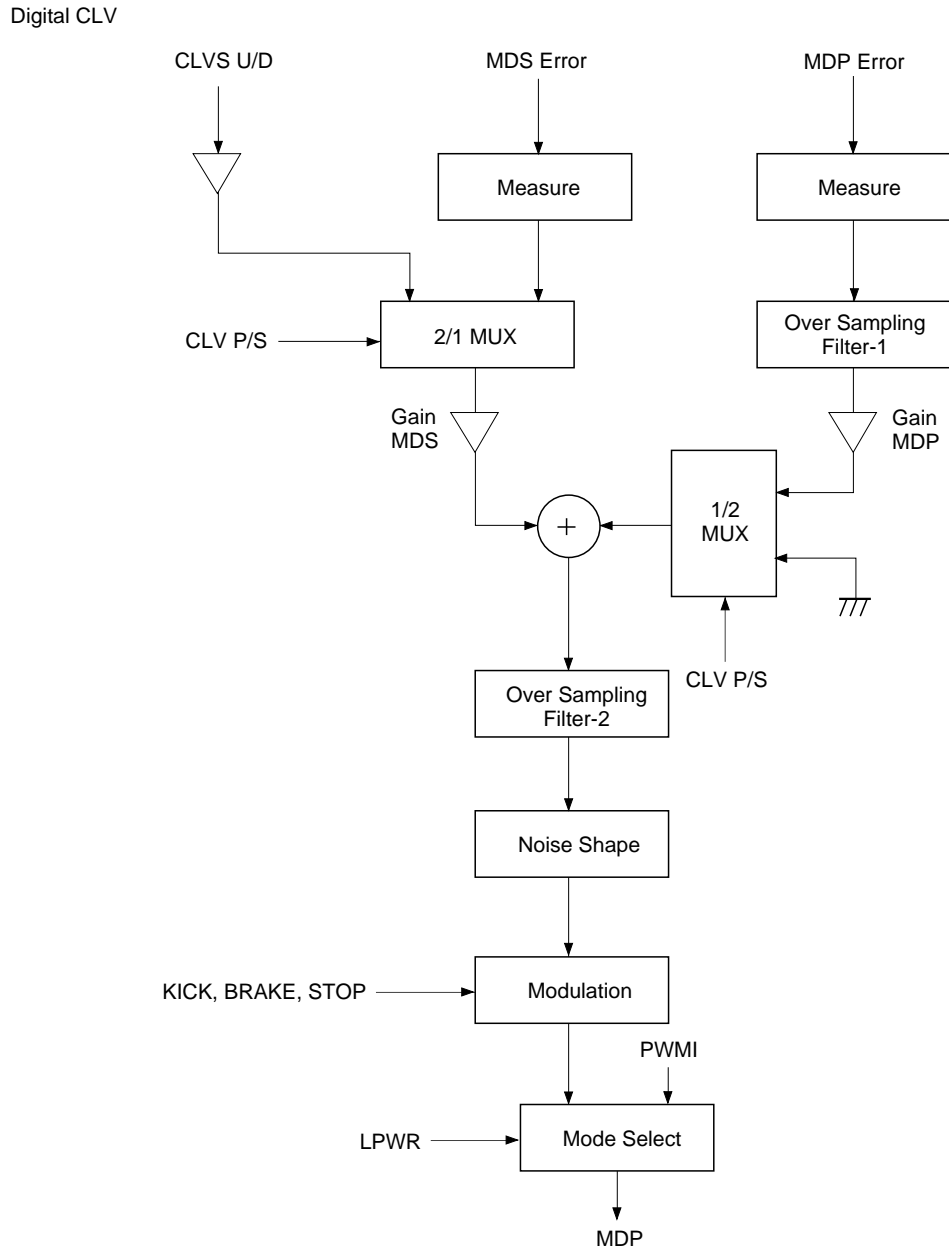 Digital CLV
CLVS U/D
MDS Error
MDP Error
Measure
Measure
CLV P/S
2/1 MUX
Over Sampling
Filter-1
Gain
MDS
Gain
MDP
1/2
MUX
+
CLV P/S
Over Sampling
Filter-2
Noise Shape
KICK, BRAKE, STOP
Modulation
PWMI
LPWR
Mode Select
MDP